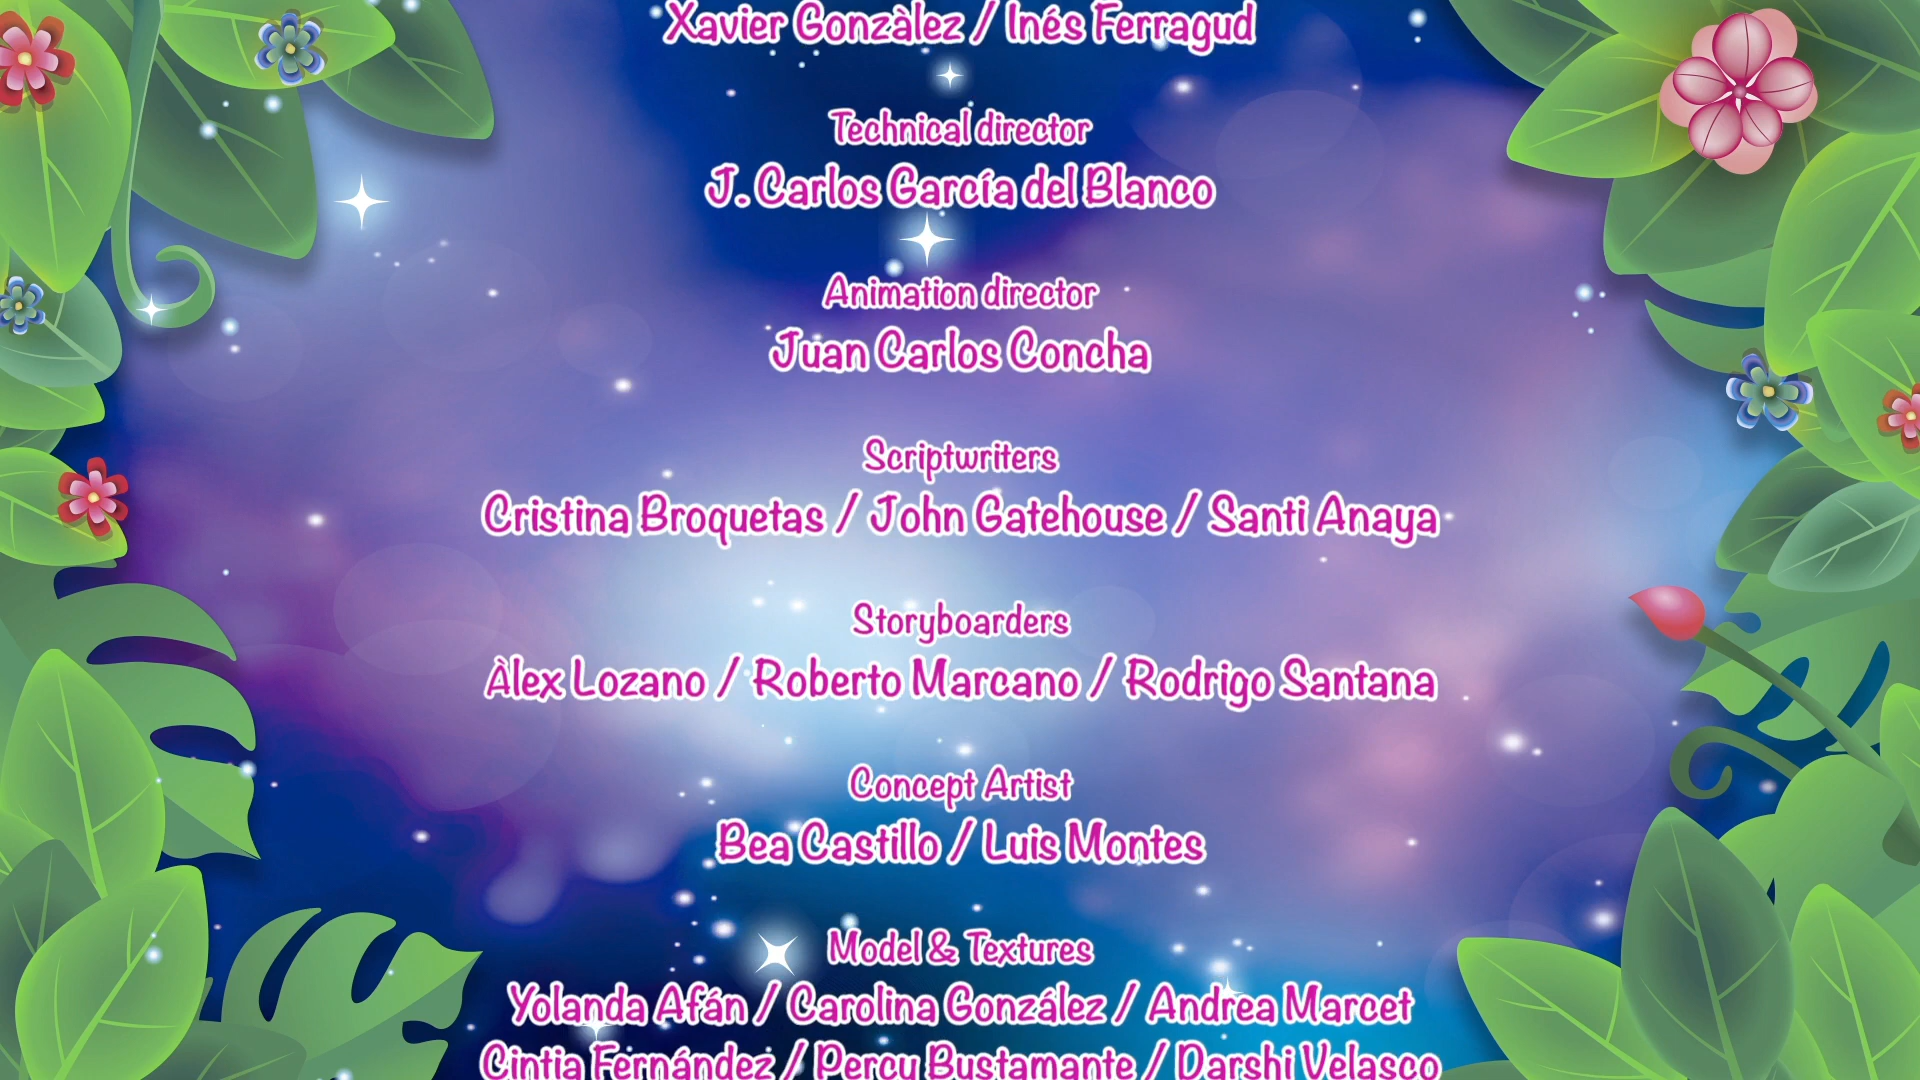 Xavier Gonzàlez / Inés Ferragud
Technical director
J. Carlos García del Blanco
Animation director
Juan Carlos Concha
Scriptwriters
Cristina Broquetas / John Gatehouse / Santi Anaya
Storyboarders
Àlex Lozano / Roberto Marcano / Rodrigo Santana
Concept Artist
Bea Castillo / Luis Montes
Model & Textures
Yolanda Afán / Carolina González / Andrea Marcet
Cintia Fernández / Percy Bustamante / Darshi Velasco